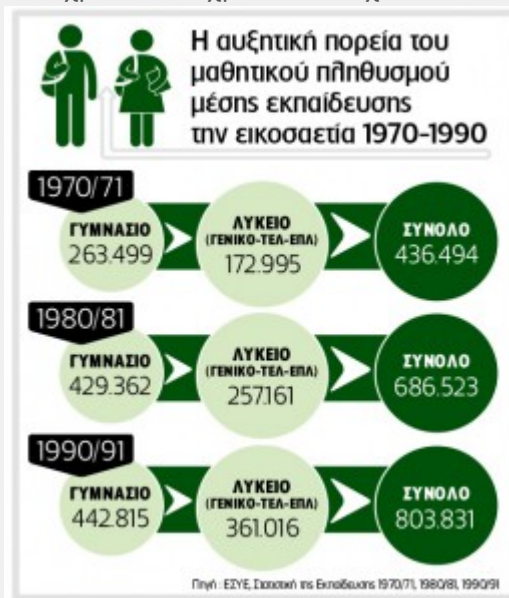 Η αυξητική πορεία του
μαθητικού πληθυσμού
μέσης εκπαίδευσης
την εικοσαετία 1970-1990
1970/71
ΓΥΜΝΑΣΙΟ
263.499
ΛΥΚΕΙΟ
(ΓΕΝΙΚΟ-ΤΕΛ-ΕΠΛ)
172.995
ΣΥΝΟΛΟ
436.494
1980/81
ΓΥΜΝΑΣΙΟ
429.362
ΛΥΚΕΙΟ
(ΓΕΝΙΚΟ-ΤΕΛ-ΕΠΛ)
257.161
ΣΥΝΟΛΟ
686.523
1990/91
ΓΥΜΝΑΣΙΟ
442.815
ΛΥΚΕΙΟ
(ΓΕΝΙΚΟ-ΤΕΛ-ΕΠΛ)
361.016
ΣΥΝΟΛΟ
803.831
Πηγή : ΕΣΥΕ, Στατιστική της Εκπαίδευσης 1970/71, 1980/81, 1990/91